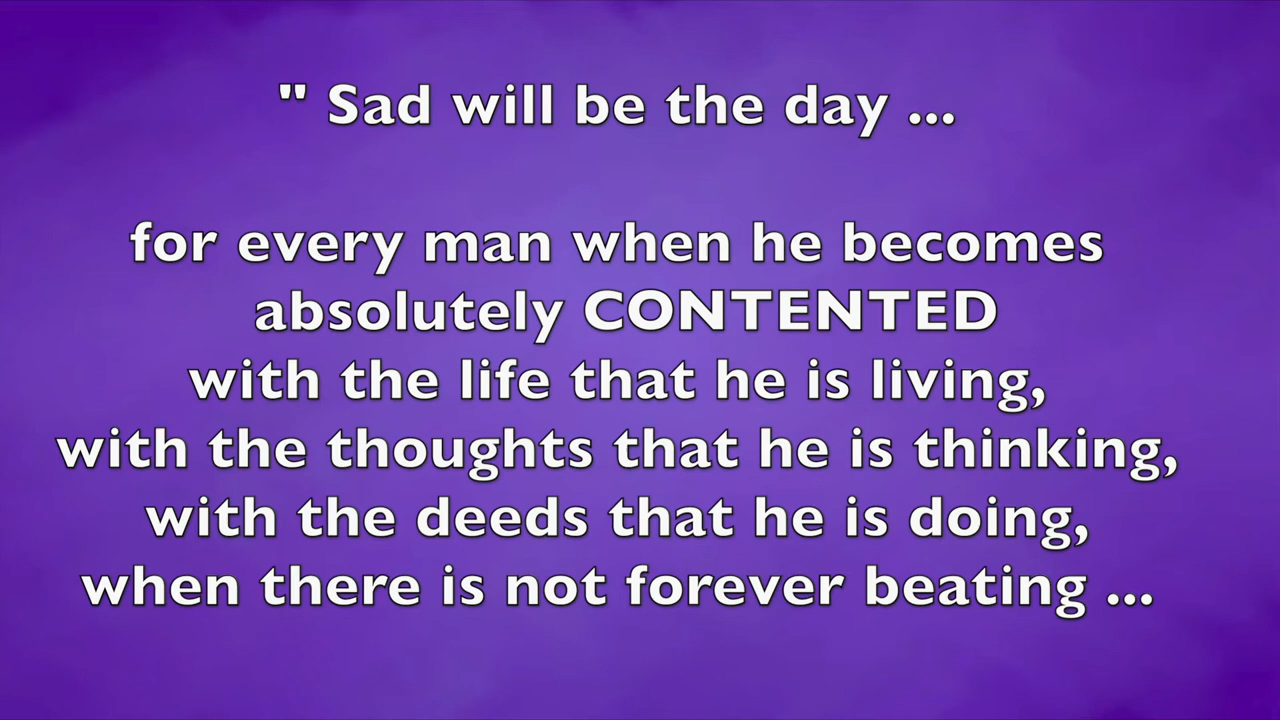 " Sad will be the day ...
for every man when he becomes
absolutely CONTENTED
with the life that he is living,
with the thoughts that he is thinking,
with the deeds that he is doing,
when there is not forever beating ...